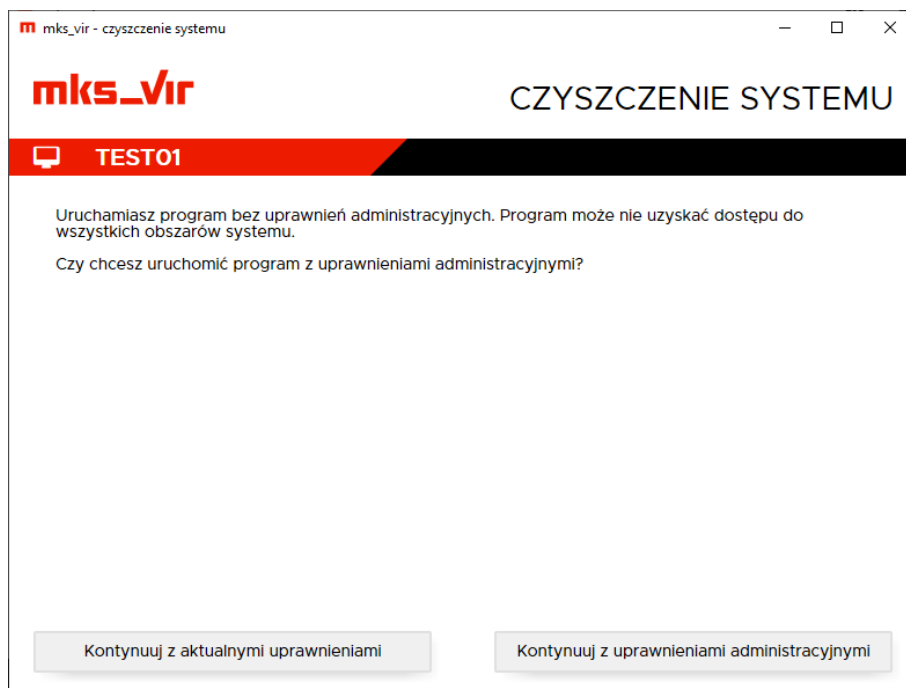 mks_vir - czyszczenie systemu
mks_vir
CZYSZCZENIE SYSTEMU
TEST01
Uruchamiasz program bez uprawnień administracyjnych. Program może nie uzyskać dostępu do
wszystkich obszarów systemu.
Czy chcesz uruchomić program z uprawnieniami administracyjnymi?
Kontynuuj z aktualnymi uprawnieniami
Kontynuuj z uprawnieniami administracyjnymi